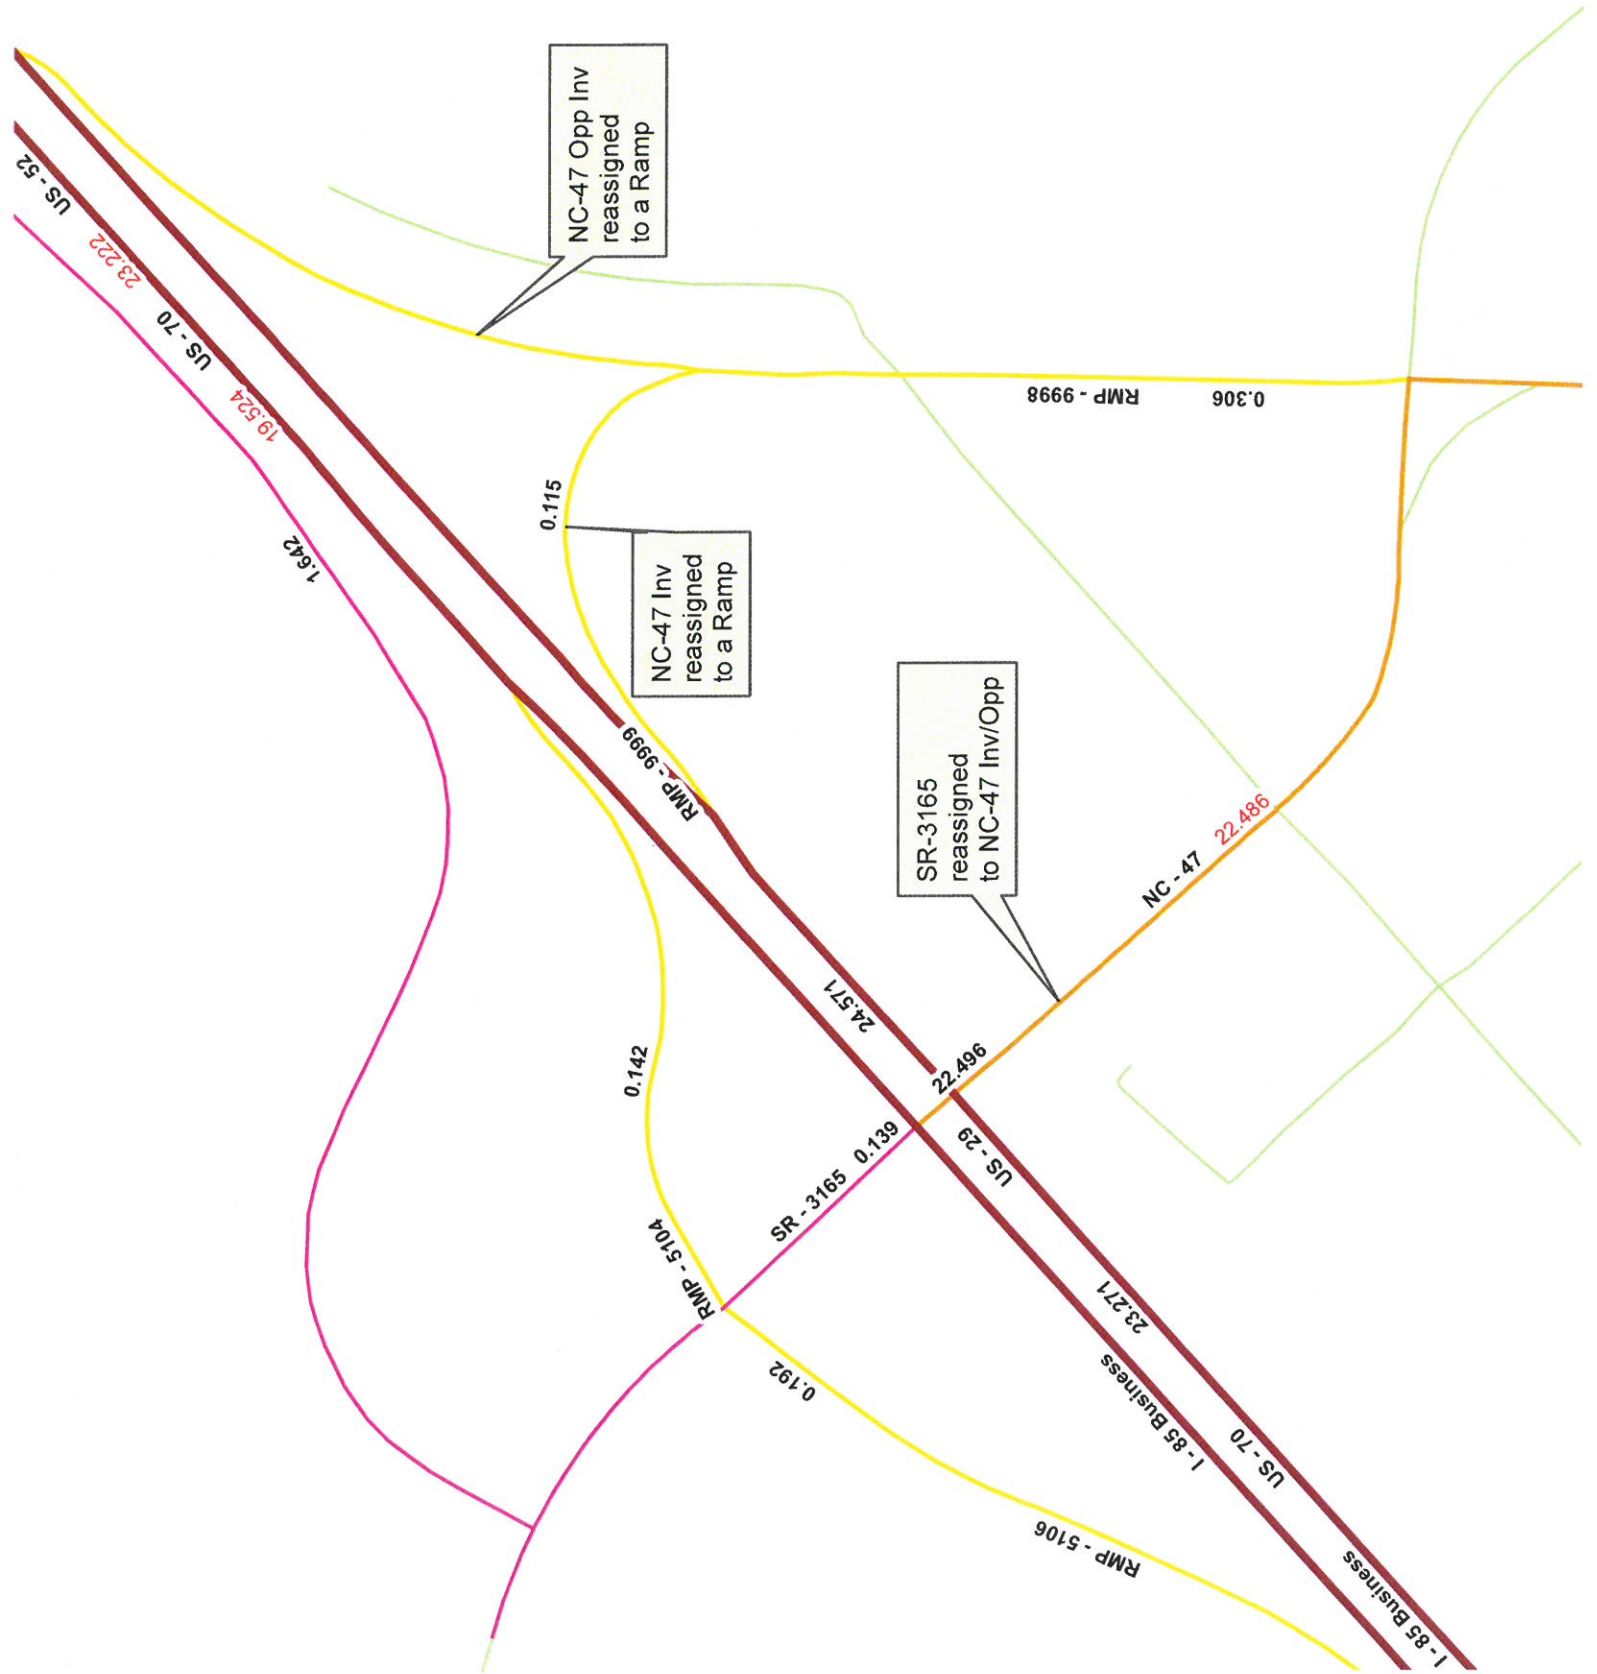 US - 52
23.222
US - 70
19.524
1.642
NC-47 Opp Inv
reassigned
to a Ramp
RMP - 9998
0.306
0.115
NC-47 Inv
reassigned
to a Ramp
RMP - 9999
SR-3165
reassigned
to NC-47 Inv/Opp
22.486
NC - 47
24.571
22.496
0.142
SR - 3165 0.139
US - 29
RMP - 5104
0.192
23.271
I - 85 Business
US - 70
RMP - 5106
I - 85 Business